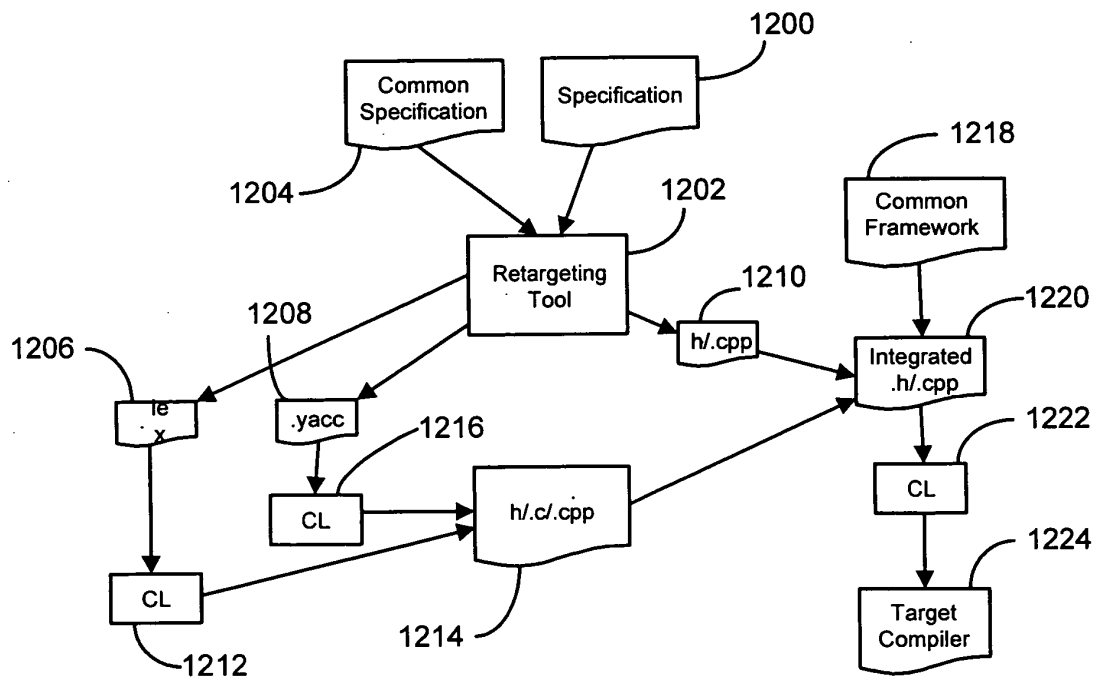 1200
Common
Specification
Specification
1218
1204
1202
Common
Framework
Retargeting
Tool
1210
1220
1208
1206
h/.cpp
Integrated
.h/.cpp
le
x
.yacc
1216
1222
CL
h/.c/.cpp
CL
1224
CL
1214
Target
Compiler
1212